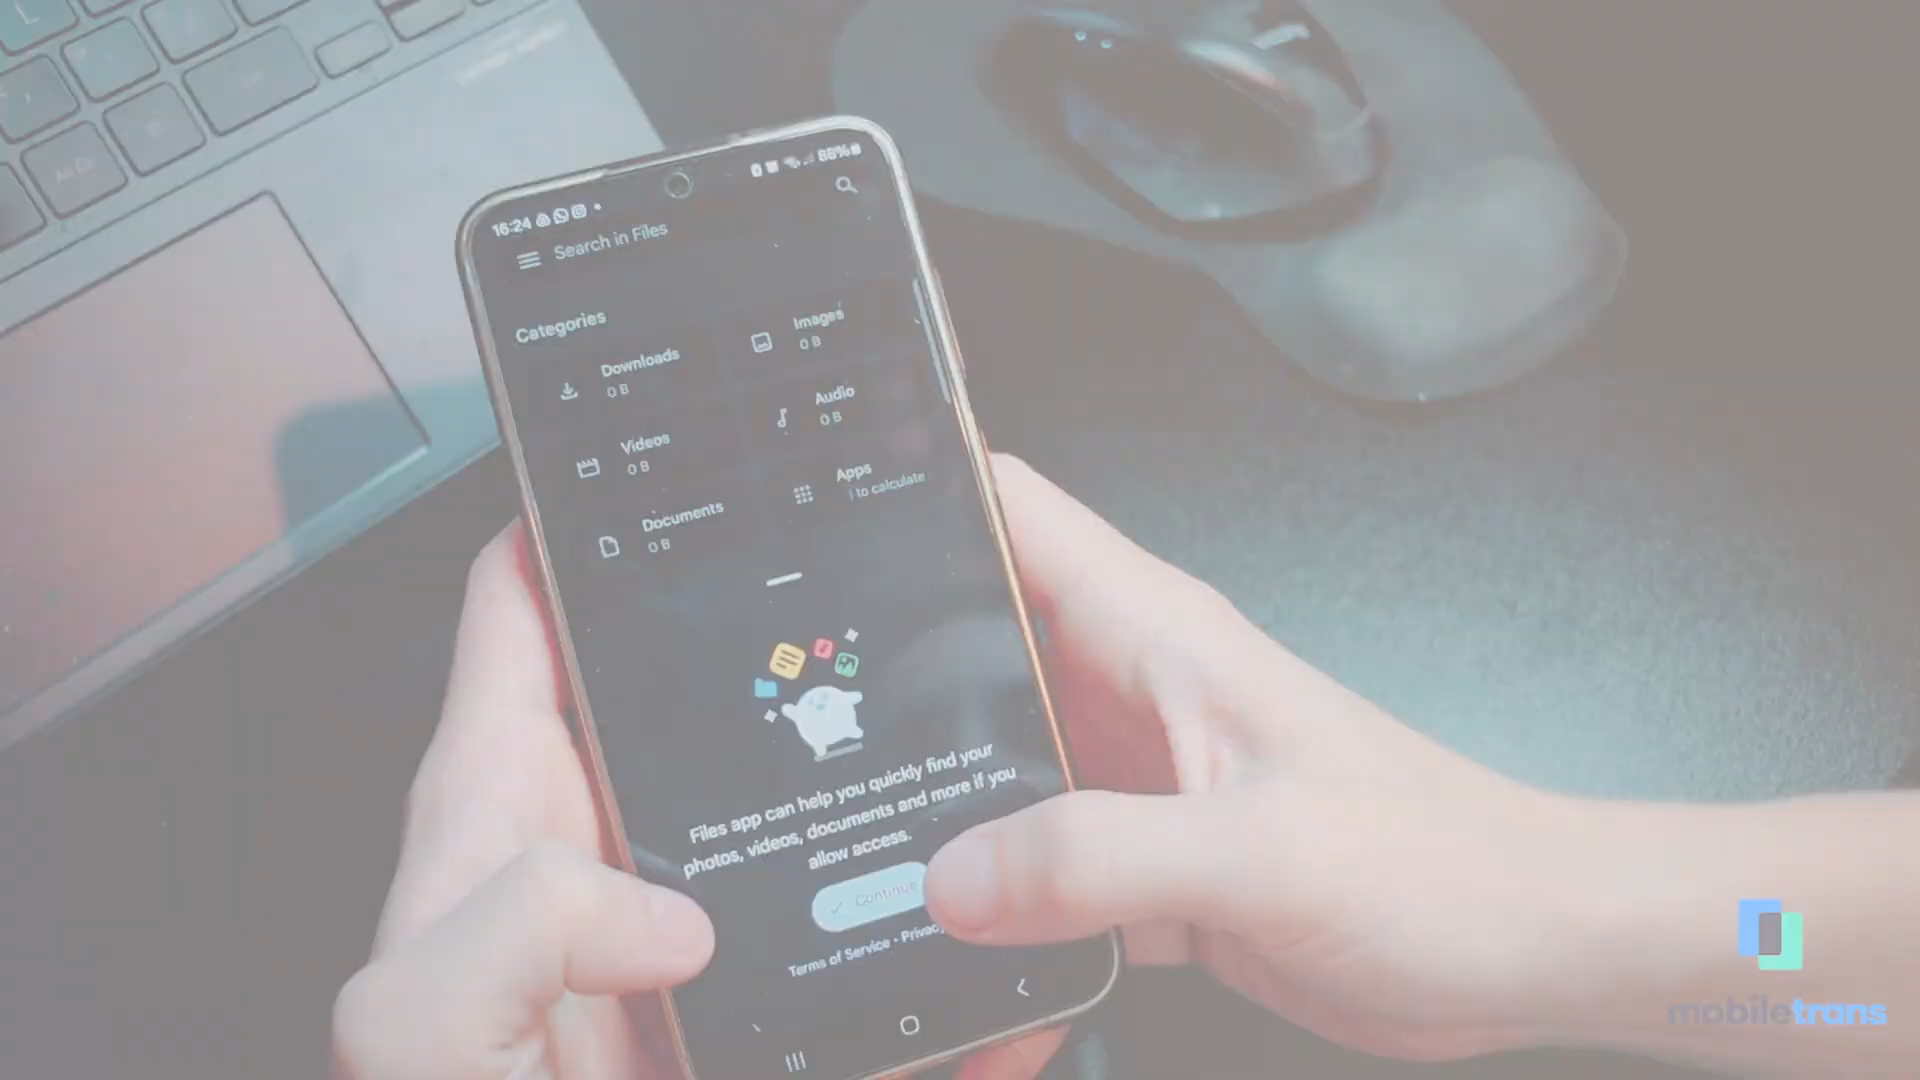 16:24
86%
Search in Files
Categories
Downloads
0 B
Images
0 B
Videos
0 B
Audio
0 B
Documents
0 B
Apps
to calculate
Files app can help you quickly find your
photos, videos, documents and more if you
allow access.
Continue
Terms of Service • Privacy
mobiletrans